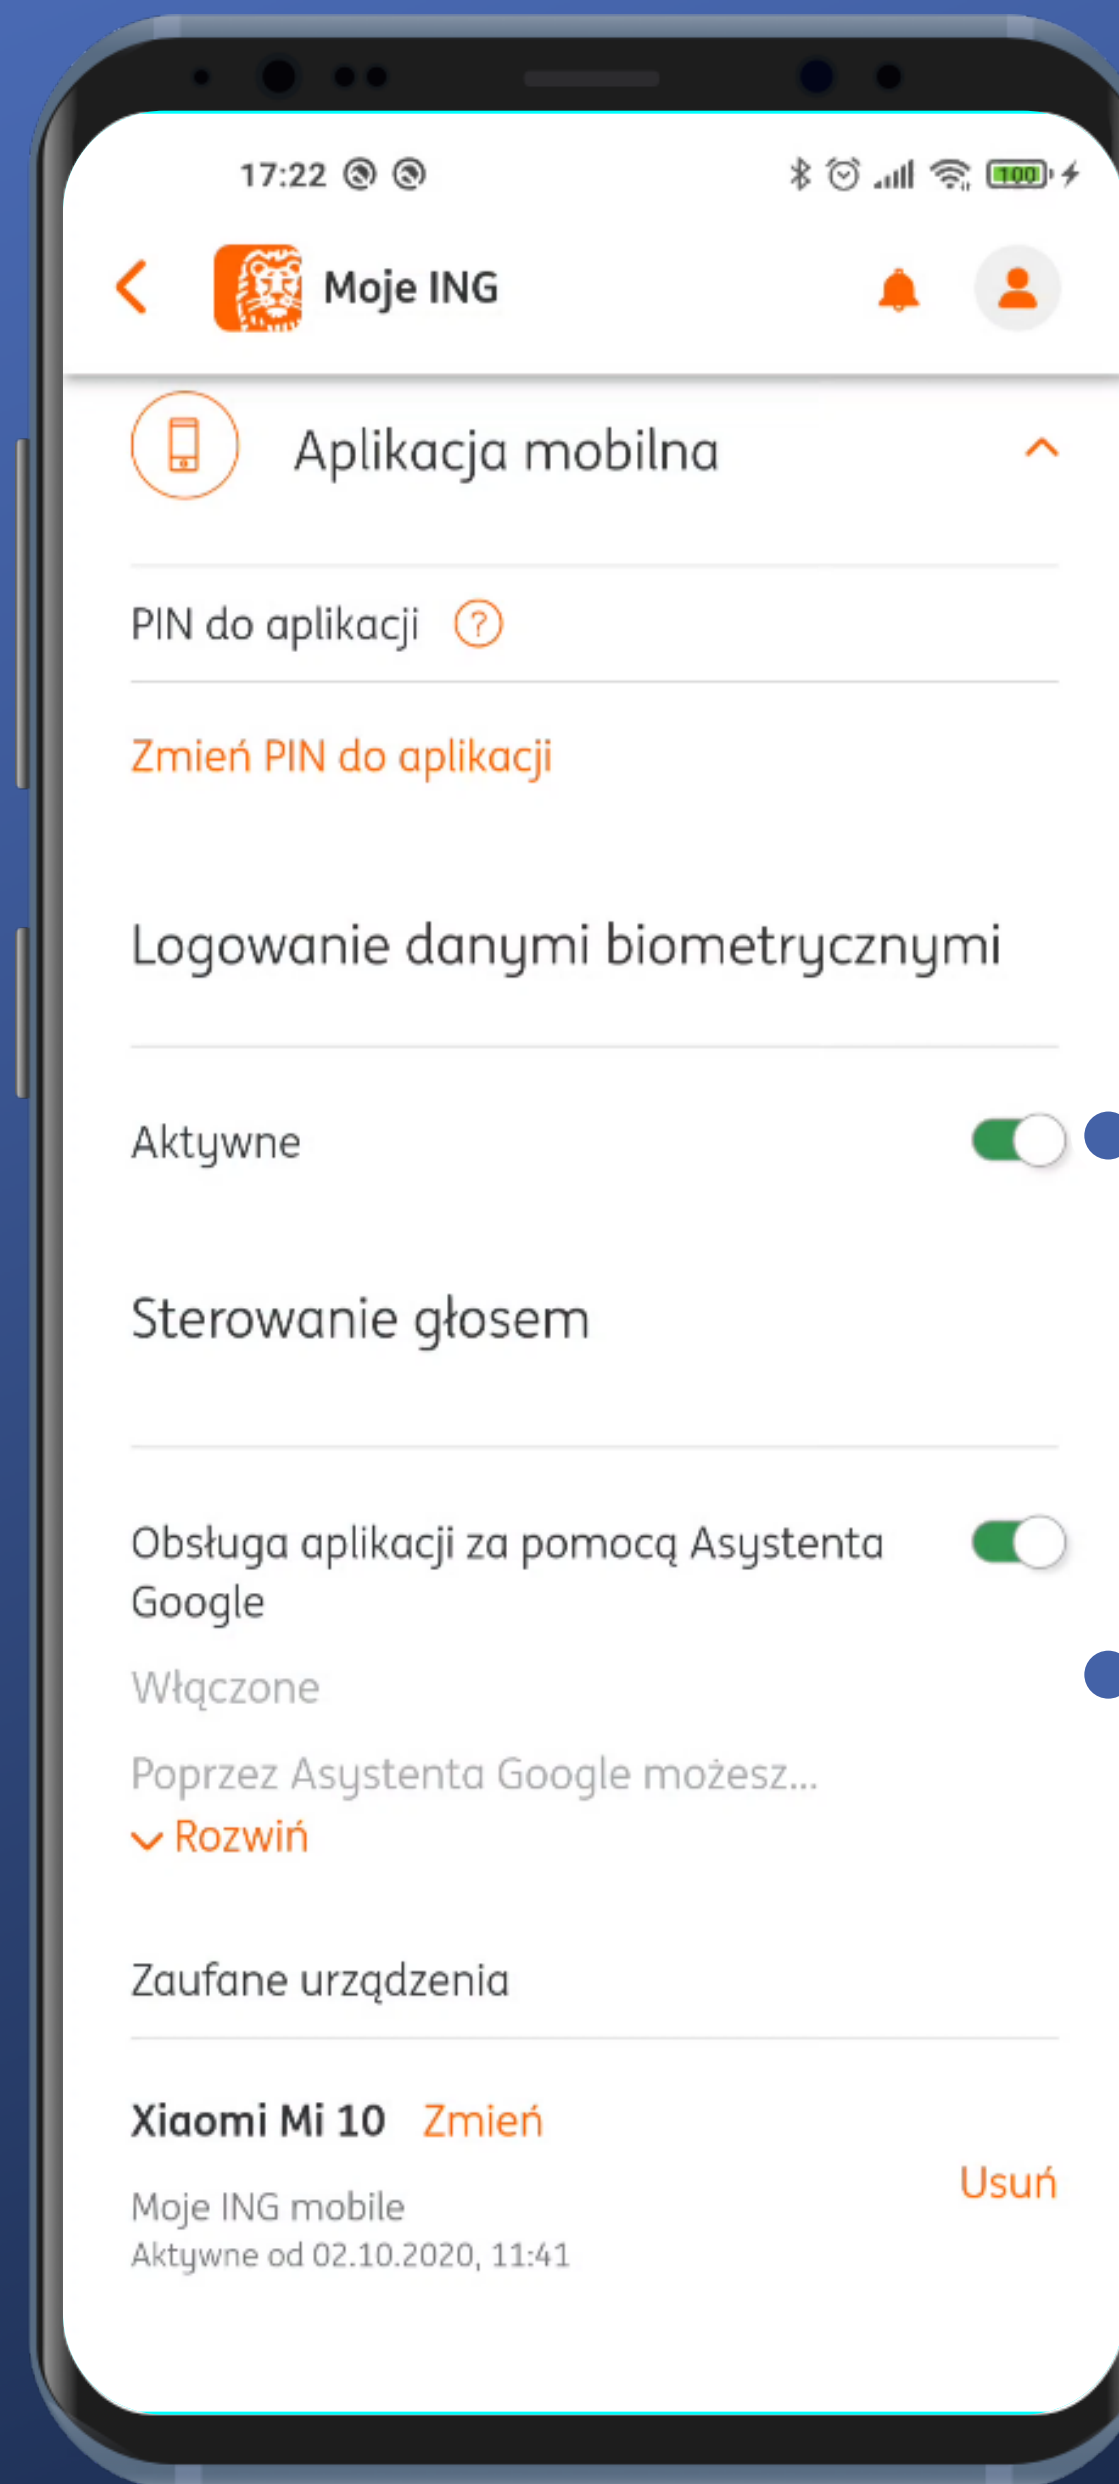 17:22
100
Moje ING
Aplikacja mobilna
PIN do aplikacji ?
Zmień PIN do aplikacji
Logowanie danymi biometrycznymi
Aktywne
Sterowanie głosem
Obsługa aplikacji za pomocą Asystenta
Google
Włączone
Poprzez Asystenta Google możesz...
Rozwiń
Zaufane urządzenia
Xiaomi Mi 10 Zmień
Usuń
Moje ING mobile
Aktywne od 02.10.2020, 11:41